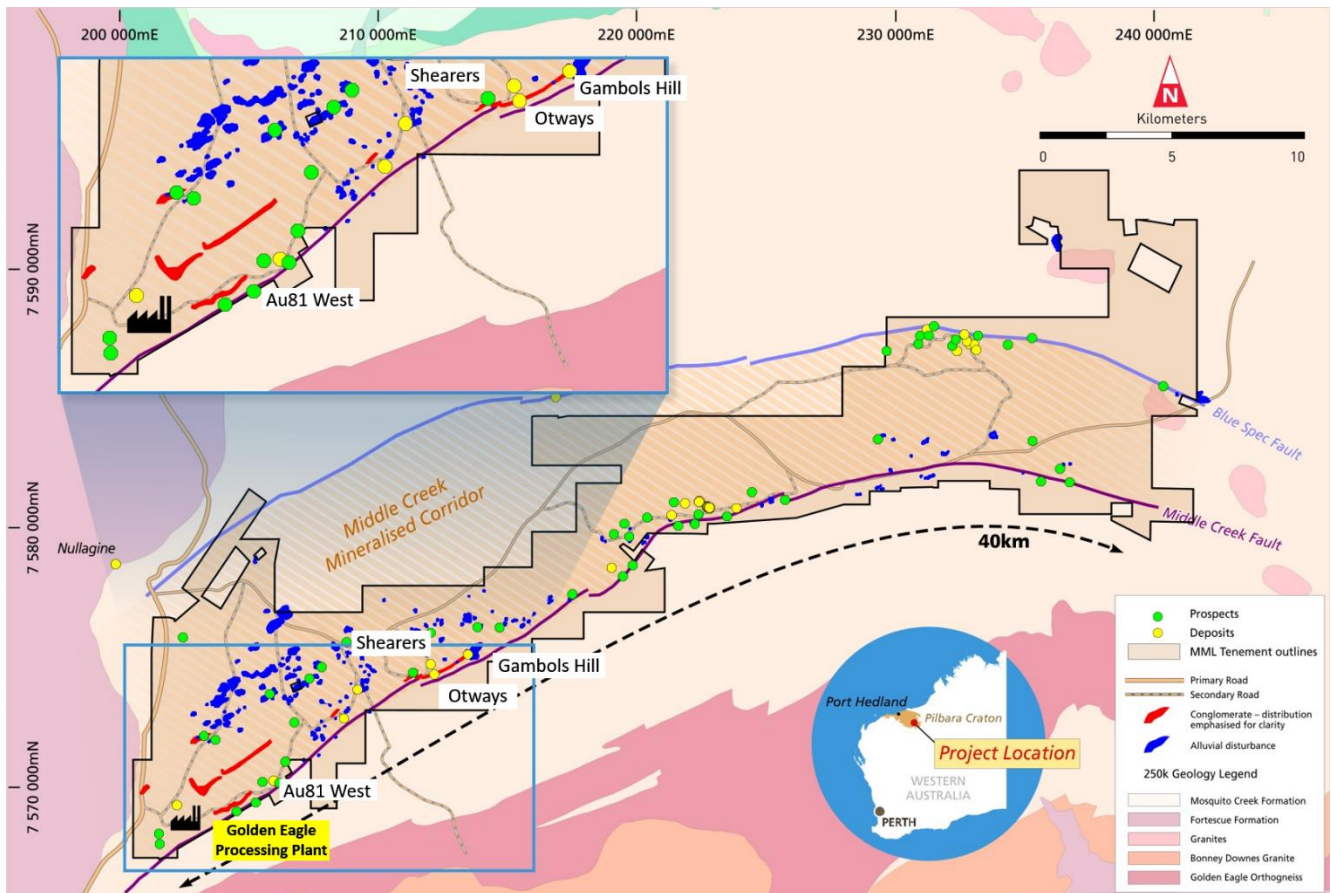 200 000mE
210 000mE
220 000mE
230 000mE
240 000mE
N
Kilometers
0
5
10
Shearers
Gambols Hill
Otways
Au81 West
7 590 000mN
7 580 000mN
7 570 000mN
Blue Spec Fault
Middle Creek
Mineralised Corridor
Middle Creek Fault
Nullagine
40km
Shearers
Gambols Hill
Otways
Au81 West
Golden Eagle
Processing Plant
Port Hedland
Pilbara Craton
Project Location
WESTERN
AUSTRALIA
PERTH
Prospects
Deposits
MML Tenement outlines
Primary Road
Secondary Road
Conglomerate – distribution
emphasised for clarity
Alluvial disturbance
250k Geology Legend
Mosquito Creek Formation
Fortescue Formation
Granites
Bonney Downes Granite
Golden Eagle Orthogneiss